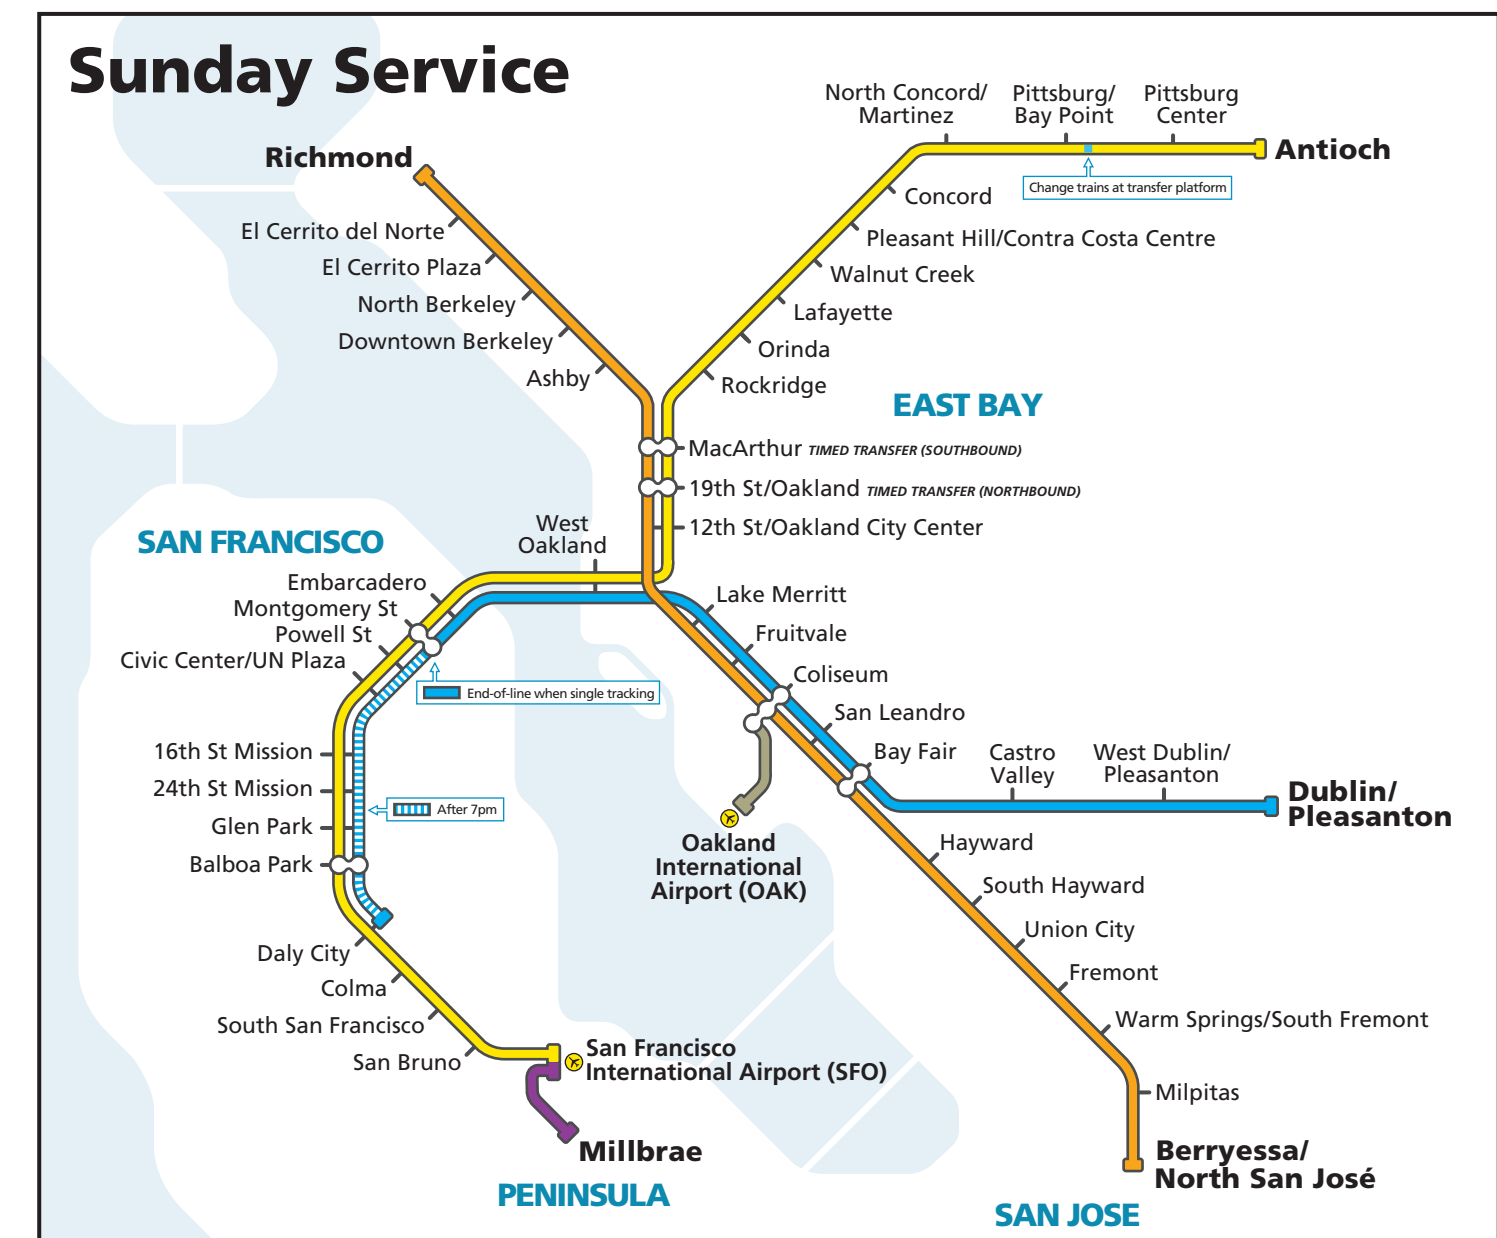 Sunday Service
North Concord/
Martinez
Pittsburg/
Bay Point
Pittsburg
Center
Antioch
Change trains at transfer platform
Richmond
El Cerrito del Norte
El Cerrito Plaza
North Berkeley
Downtown Berkeley
Ashby
Concord
Pleasant Hill/Contra Costa Centre
Walnut Creek
Lafayette
Orinda
Rockridge
EAST BAY
MacArthur TIMED TRANSFER (SOUTHBOUND)
19th St/Oakland TIMED TRANSFER (NORTHBOUND)
12th St/Oakland City Center
West
Oakland
SAN FRANCISCO
Embarcadero
Montgomery St
Powell St
Civic Center/UN Plaza
End-of-line when single tracking
16th St Mission
24th St Mission
Glen Park
After 7pm
Balboa Park
Daly City
Colma
South San Francisco
San Bruno
San Francisco
International Airport (SFO)
Millbrae
PENINSULA
Lake Merritt
Fruitvale
Coliseum
San Leandro
Bay Fair
Castro
Valley
West Dublin/
Pleasanton
Dublin/
Pleasanton
Oakland
International
Airport (OAK)
Hayward
South Hayward
Union City
Fremont
Warm Springs/South Fremont
Milpitas
Berryessa/
North San José
SAN JOSE